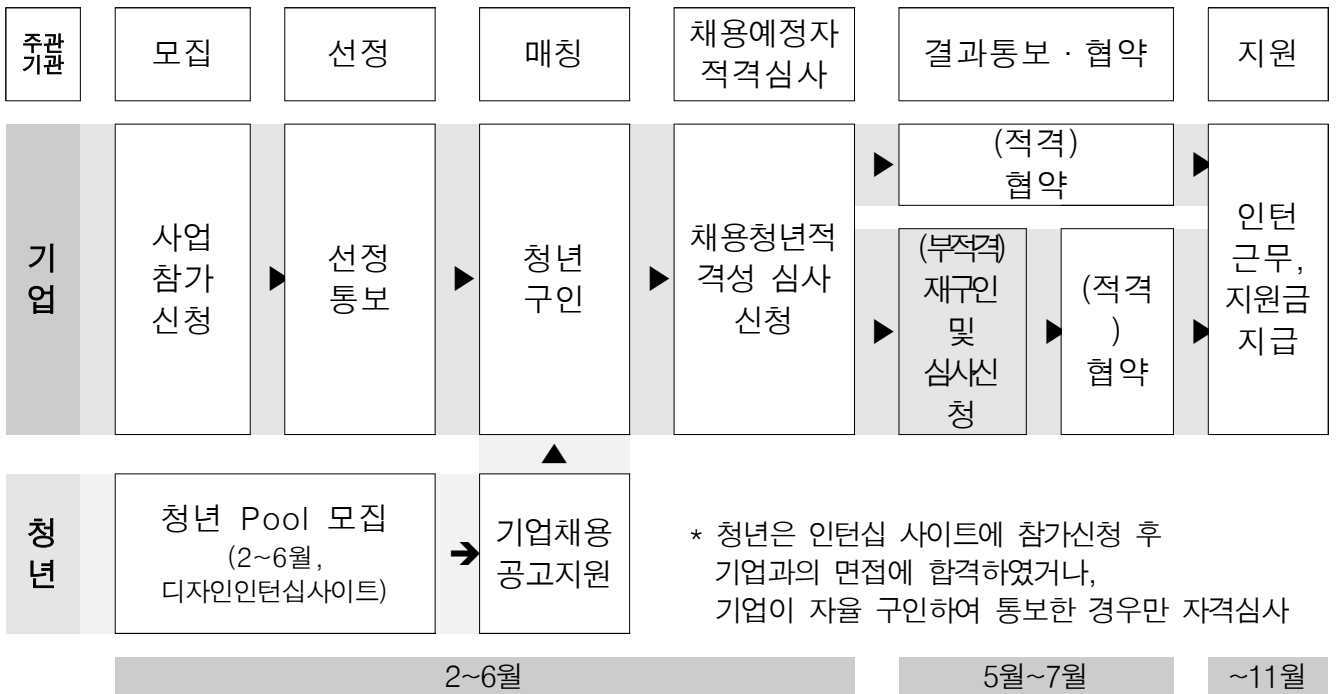 주관
기관
모집
선정
매칭
채용예정자
적격심사
결과통보 · 협약
지원
기
업
사업
참가
신청
▶
선정
통보
▶
청년
구인
▶
채용청년적
격성 심사
신청
▶
(적격)
협약
▶
▶
(부적격)
재구인
및
심사신
청
▶
(적격
)
협약
▶
인턴
근무,
지원금
지급
▲
청
년
청년 Pool 모집
(2~6월,
디자인인턴십사이트)
➔
기업채용
공고지원
* 청년은 인턴십 사이트에 참가신청 후
기업과의 면접에 합격하였거나,
기업이 자율 구인하여 통보한 경우만 자격심사
2~6월
5월~7월
~11월